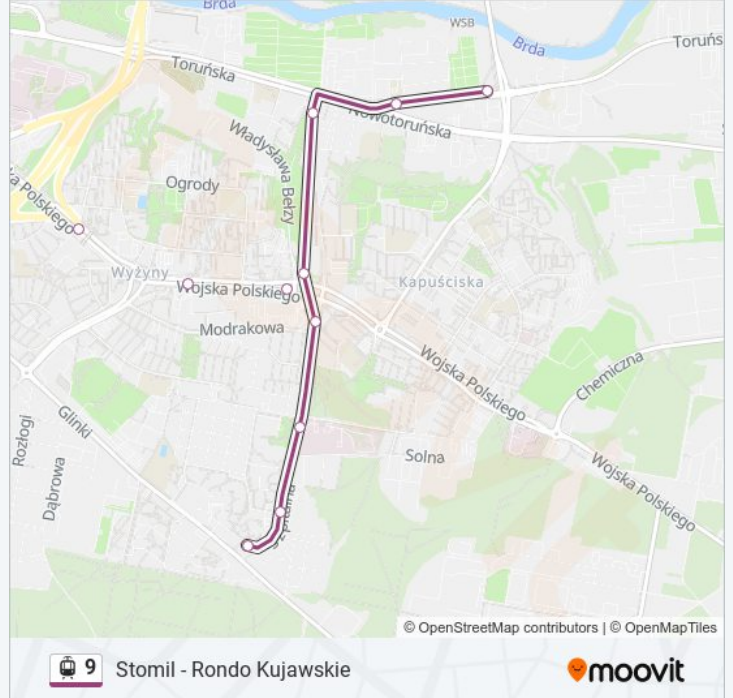 Brda
WSB
Brda
Toruńs
Toruńska
Nowotoruńska
Władysława Bełzy
Ogrody
a Polskiego
Wyżyny
Kapuściska
Wojska Polskiego
Modrakowa
Wojska Polskiego
Chemiczna
Glinki
Rozłogi
Solna
Dąbrowa
Wojska Polskiego
© OpenStreetMap contributors | © OpenMapTiles
9 Stomil - Rondo Kujawskie
moovit